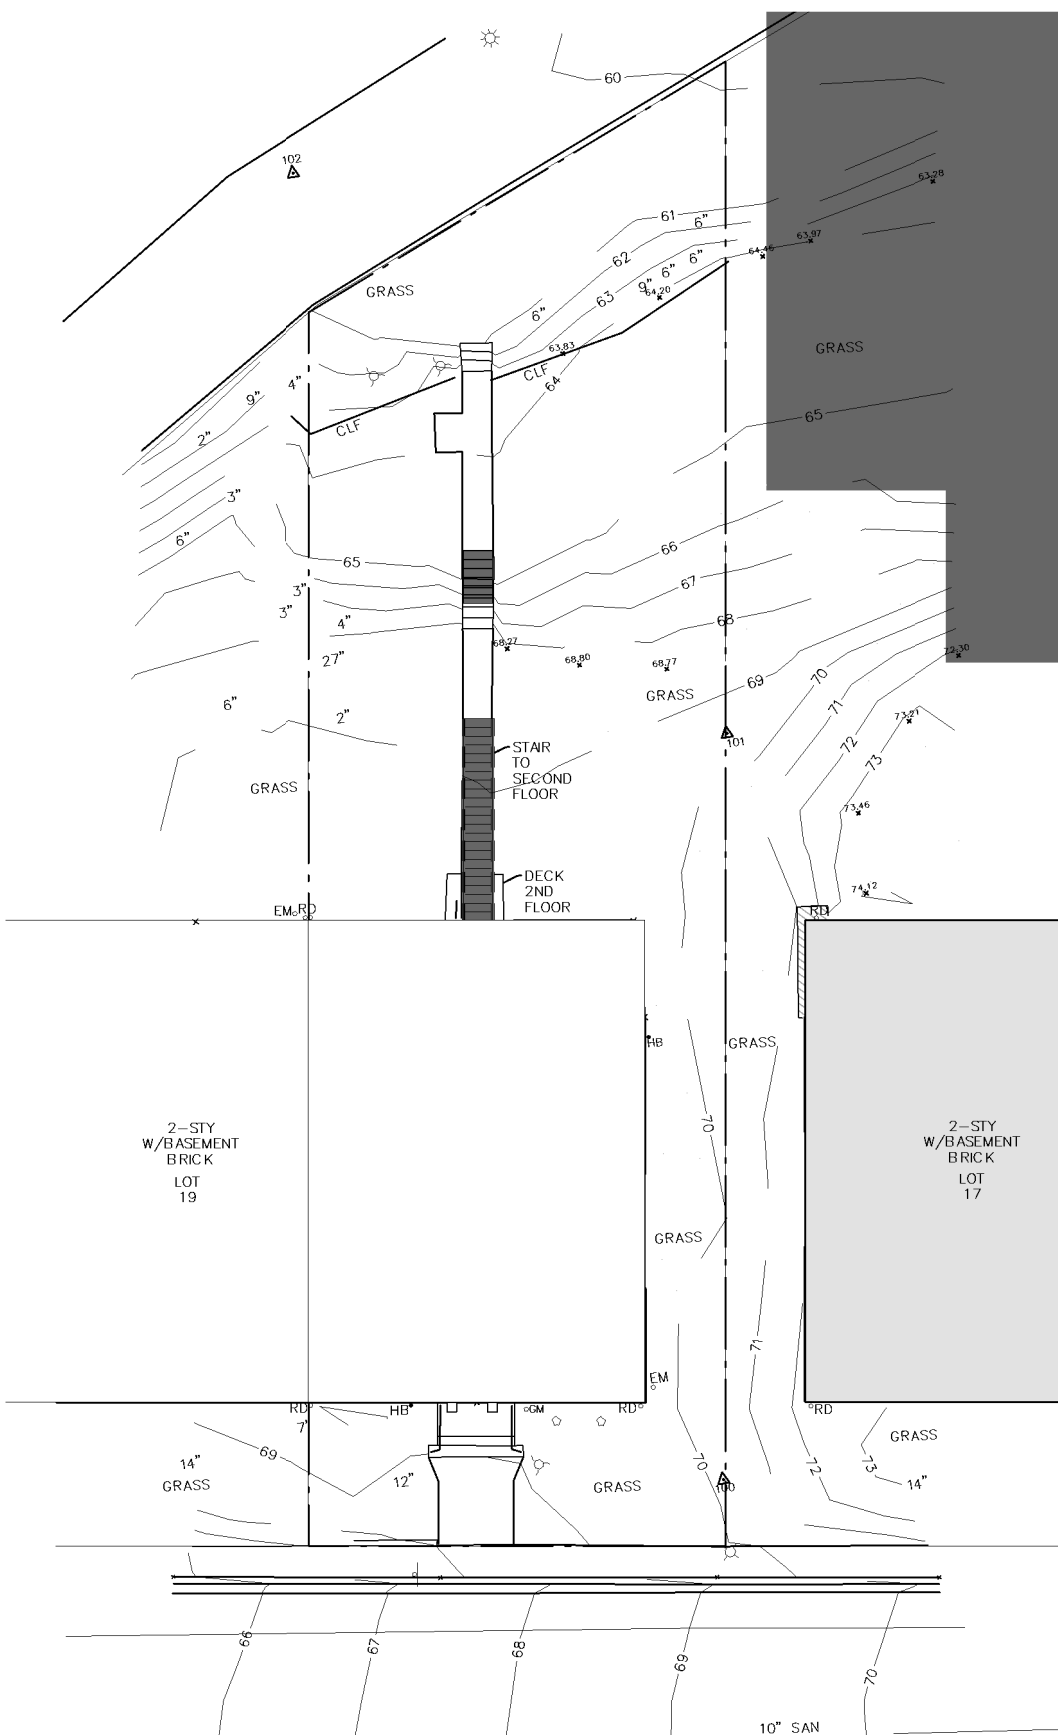 60
102
63.28
61
6"
63.97
64.46
62
6"
6"
GRASS
9"
63
64.20
6"
63.83
GRASS
CLF
64
4"
9"
65
CLF
2"
3"
6"
66
65
67
3"
3"
68
4"
68.27
72.30
27"
68.80
68.77
70
69
GRASS
6"
71
2"
73.21
101
72
STAIR
TO
SECOND
FLOOR
73
GRASS
73.46
DECK
2ND
FLOOR
74.12
EM
RD
RD
HB
GRASS
70
2-STY
W/BASEMENT
BRICK
LOT
19
2-STY
W/BASEMENT
BRICK
LOT
17
GRASS
71
EM
RD
HB
GM
RD
RD
7'
69
GRASS
14"
70
72
73
12"
GRASS
GRASS
100
14"
66
67
68
69
70
10" SAN